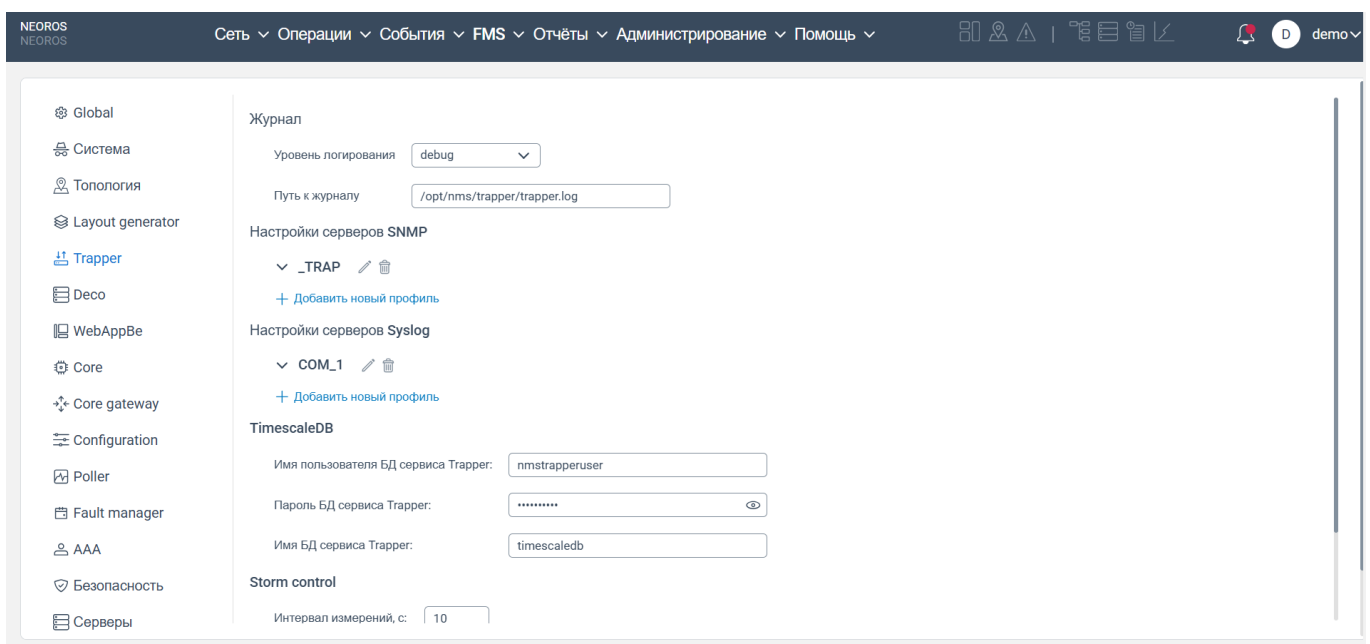 NEOROS
NEOROS
Сеть Операции События FMS Отчёты Администрирование Помощь
D demo
Global
Система
Топология
Layout generator
Trapper
Deco
WebAppBe
Core
Core gateway
Configuration
Poller
Fault manager
AAA
Безопасность
Серверы
Журнал
Уровень логирования debug
Путь к журналу /opt/nms/trapper/trapper.log
Настройки серверов SNMP
_TRAP
Добавить новый профиль
Настройки серверов Syslog
COM_1
Добавить новый профиль
TimescaleDB
Имя пользователя БД сервиса Trapper: nmstrapperuser
Пароль БД сервиса Trapper: ••••••••••
Имя БД сервиса Trapper: timescaledb
Storm control
Интервал измерений, с: 10